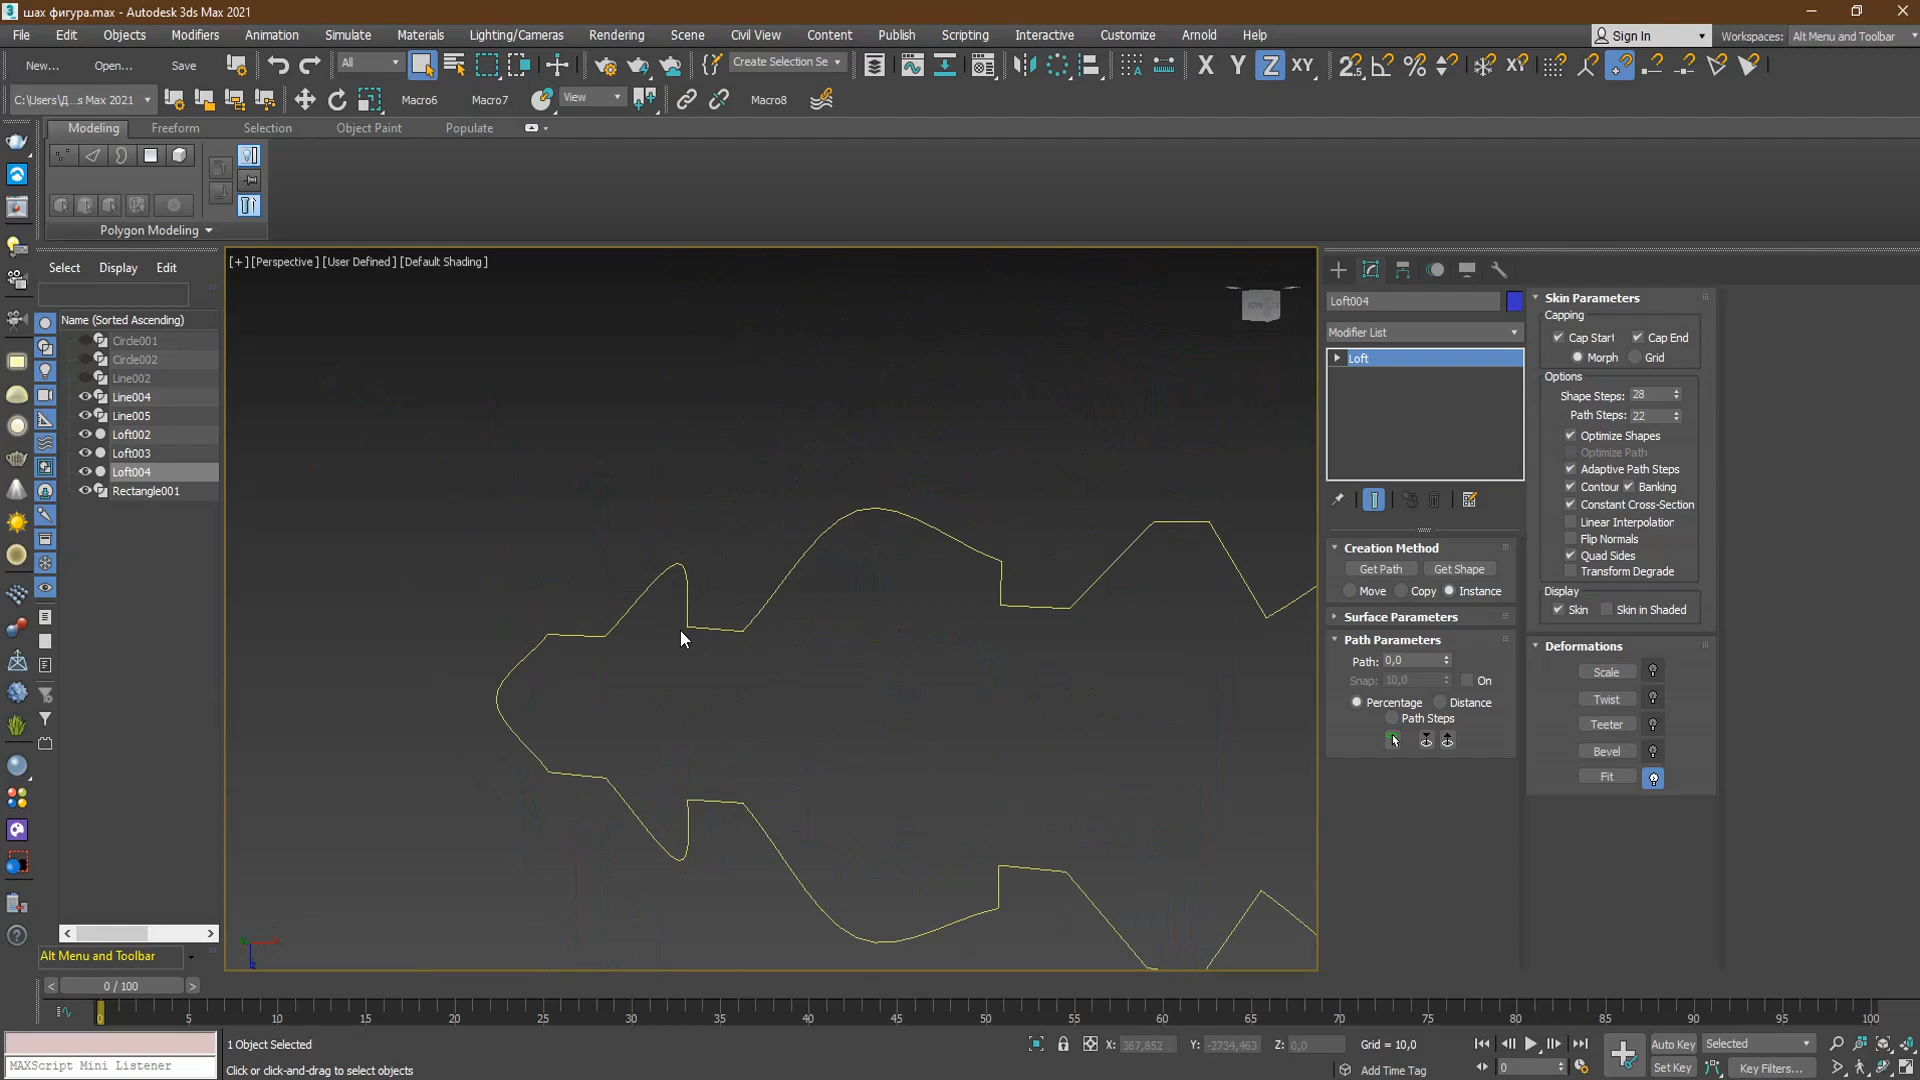 шах фигура.max - Autodesk 3ds Max 2021
File Edit Objects Modifiers Animation Simulate Materials Lighting/Cameras Rendering Scene Civil View Content Publish Scripting Interactive Customize Arnold Help Sign In Workspaces: Alt Menu and Toolbar
New... Open... Save All Create Selection Se X Y Z XY
C:\Users\Д...s Max 2021 Macro6 Macro7 View Macro8
Modeling Freeform Selection Object Paint Populate
Polygon Modeling
Select Display Edit
Name (Sorted Ascending)
Circle001
Circle002
Line002
Line004
Line005
Loft002
Loft003
Loft004
Rectangle001
[+] [Perspective ] [User Defined ] [Default Shading ]
Loft004
Modifier List
Loft
Creation Method
Get Path Get Shape
Move Copy Instance
Surface Parameters
Path Parameters
Path: 0,0
Snap: 10,0 On
Percentage Distance
Path Steps
Skin Parameters
Capping
Cap Start Cap End
Morph Grid
Options
Shape Steps: 28
Path Steps: 22
Optimize Shapes
Optimize Path
Adaptive Path Steps
Contour Banking
Constant Cross-Section
Linear Interpolation
Flip Normals
Quad Sides
Transform Degrade
Display
Skin Skin in Shaded
Deformations
Scale
Twist
Teeter
Bevel
Fit
Alt Menu and Toolbar
< 0 / 100 >
0 5 10 15 20 25 30 35 40 45 50 55 60 65 70 75 80 85 90 95 100
1 Object Selected X: 367,852 Y: -2734,463 Z: 0,0 Grid = 10,0 Auto Key Selected
MAXScript Mini Listener Click or click-and-drag to select objects Add Time Tag 0 Set Key Key Filters...